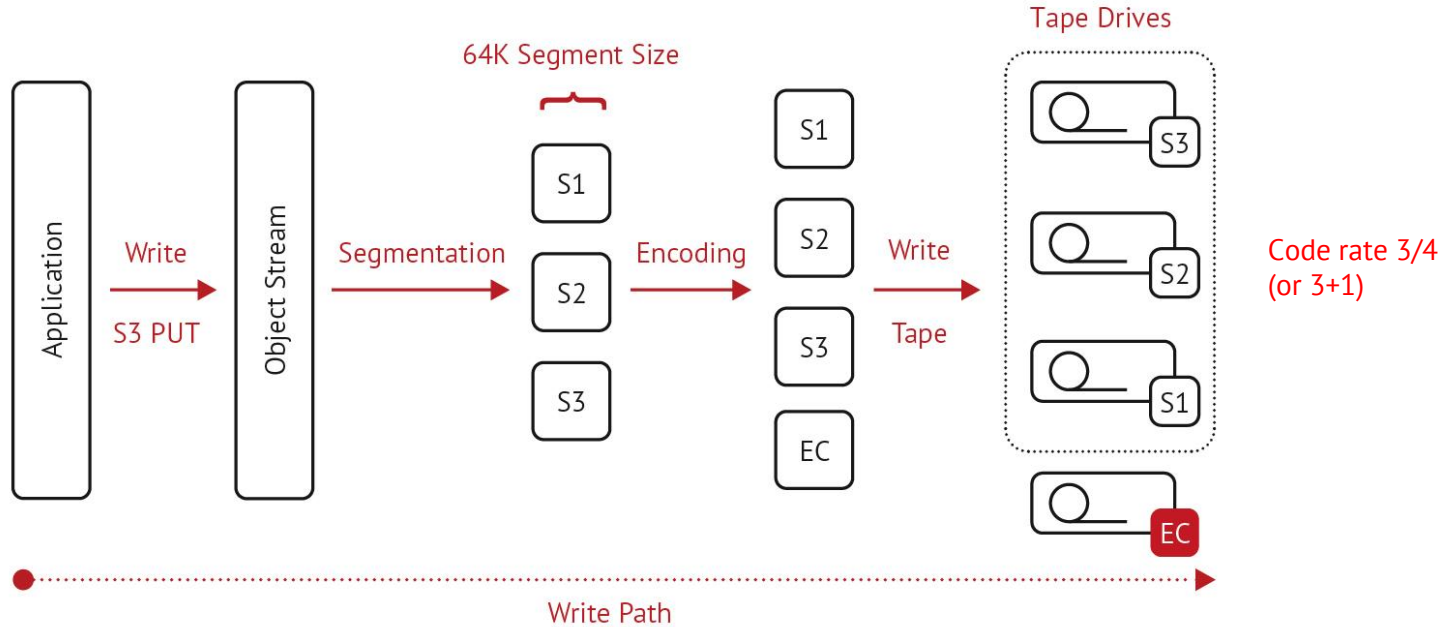 Tape Drives
64K Segment Size
Application
Write
S3 PUT
Object Stream
Segmentation
S1
S2
S3
Encoding
S1
S2
S3
EC
Write
Tape
S3
S2
S1
EC
Code rate 3/4
(or 3+1)
Write Path